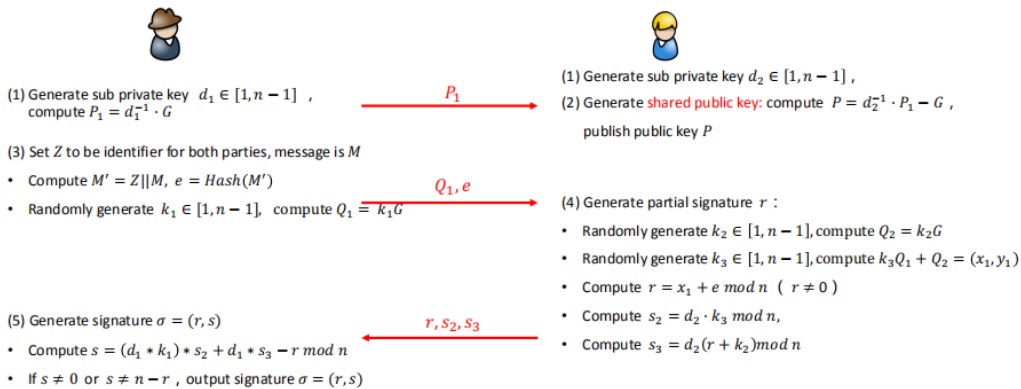 (1) Generate sub private key d₁ ∈ [1, n − 1] ,
compute P₁ = d₁⁻¹ · G
P₁
(1) Generate sub private key d₂ ∈ [1, n − 1] ,
(2) Generate shared public key: compute P = d₂⁻¹ · P₁ − G ,
publish public key P
(3) Set Z to be identifier for both parties, message is M
• Compute M′ = Z||M, e = Hash(M′)
• Randomly generate k₁ ∈ [1, n − 1], compute Q₁ = k₁G
Q₁, e
(4) Generate partial signature r :
• Randomly generate k₂ ∈ [1, n − 1], compute Q₂ = k₂G
• Randomly generate k₃ ∈ [1, n − 1], compute k₃Q₁ + Q₂ = (x₁, y₁)
• Compute r = x₁ + e mod n ( r ≠ 0 )
• Compute s₂ = d₂ · k₃ mod n,
• Compute s₃ = d₂(r + k₂)mod n
r, s₂, s₃
(5) Generate signature σ = (r, s)
• Compute s = (d₁ * k₁) * s₂ + d₁ * s₃ − r mod n
• If s ≠ 0 or s ≠ n − r , output signature σ = (r, s)